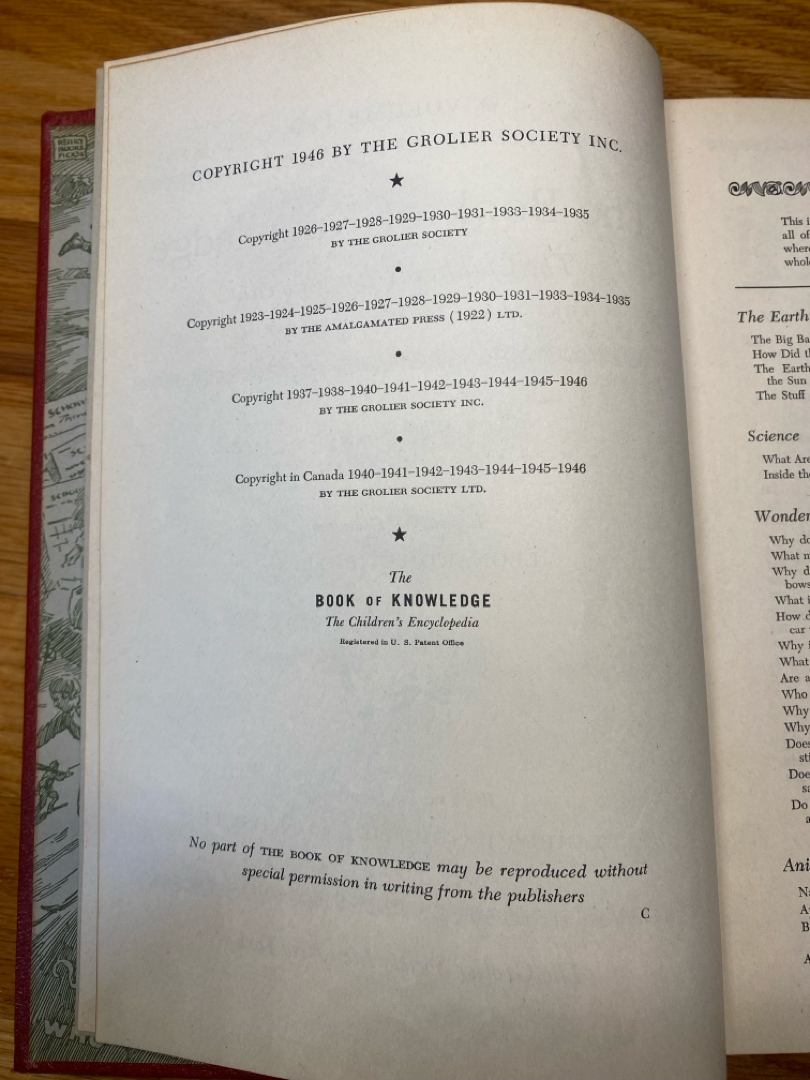 COPYRIGHT 1946 BY THE GROLIER SOCIETY INC.
★
Copyright 1926–1927–1928–1929–1930–1931–1933–1934–1935
BY THE GROLIER SOCIETY
•
Copyright 1923–1924–1925–1926–1927–1928–1929–1930–1931–1933–1934–1935
BY THE AMALGAMATED PRESS (1922) LTD.
•
Copyright 1937–1938–1940–1941–1942–1943–1944–1945–1946
BY THE GROLIER SOCIETY INC.
•
Copyright in Canada 1940–1941–1942–1943–1944–1945–1946
BY THE GROLIER SOCIETY LTD.
★
The
BOOK OF KNOWLEDGE
The Children's Encyclopedia
Registered in U. S. Patent Office
No part of THE BOOK OF KNOWLEDGE may be reproduced without
special permission in writing from the publishers
C
This
all of
where
The Earth
The Big
How Did
The Earth
the Sun
The Stuff
Science
What Are
Inside
Why
What
Why
bows
What
How
car
Why
What
Are
Who
Why
Why
Does
Do